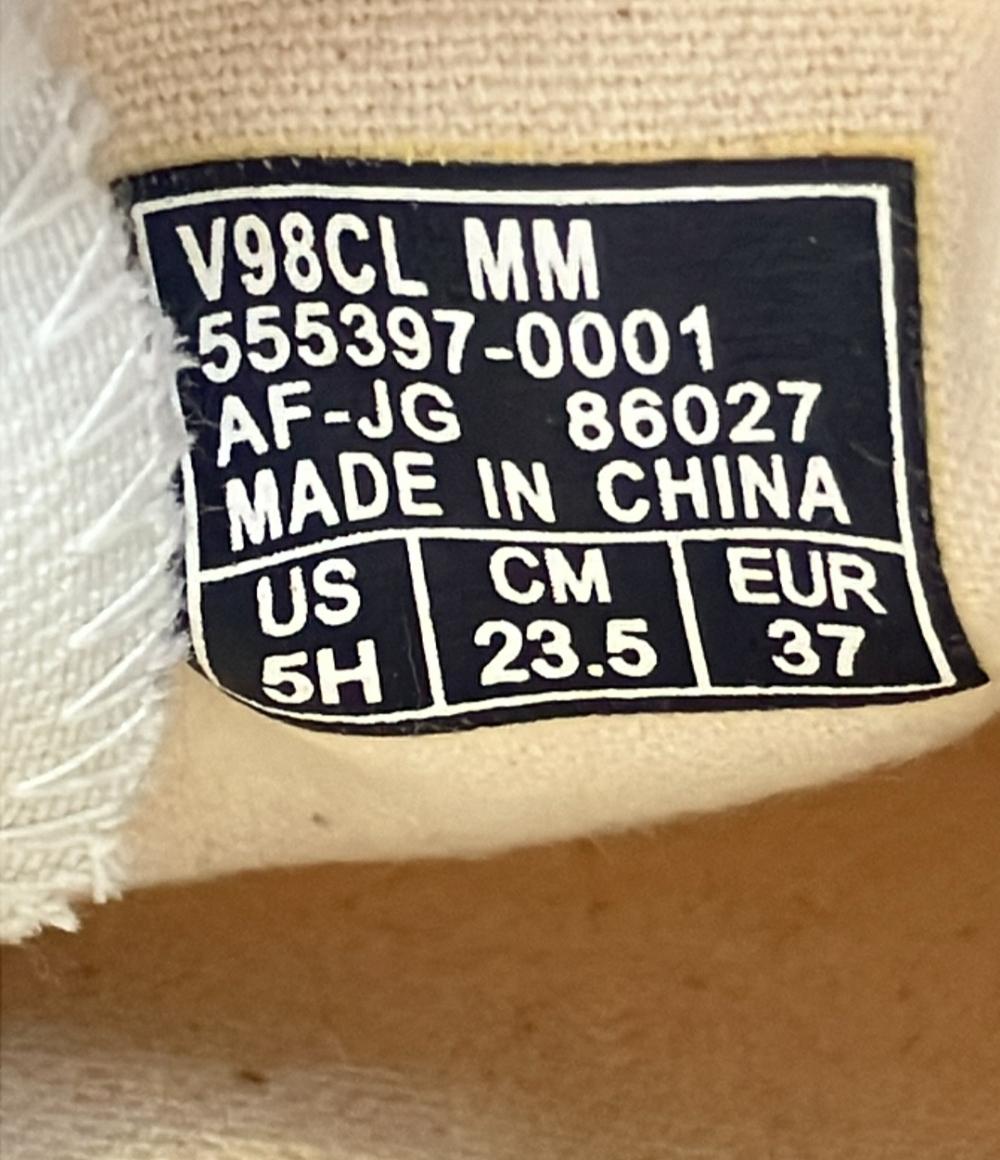 V98CL MM
555397-0001
AF-JG 86027
MADE IN CHINA
US CM EUR
5H 23.5 37